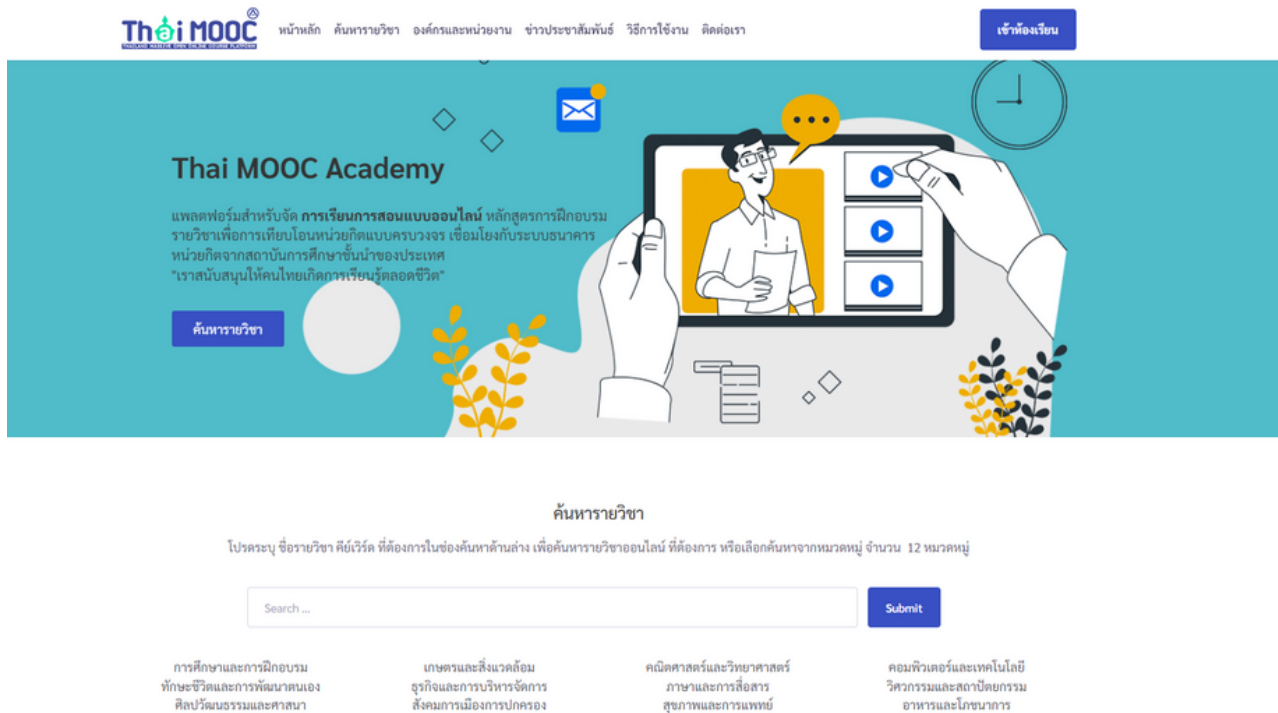 Thai MOOC
THAILAND MASSIVE OPEN ONLINE COURSE PLATFORM
หน้าหลัก ค้นหารายวิชา องค์กรและหน่วยงาน ข่าวประชาสัมพันธ์ วิธีการใช้งาน ติดต่อเรา
เข้าห้องเรียน
Thai MOOC Academy
แพลตฟอร์มสำหรับจัด การเรียนการสอนแบบออนไลน์ หลักสูตรการฝึกอบรม
รายวิชาเพื่อการเทียบโอนหน่วยกิตแบบครบวงจร เชื่อมโยงกับระบบธนาคาร
หน่วยกิตจากสถาบันการศึกษาชั้นนำของประเทศ
"เราสนับสนุนให้คนไทยเกิดการเรียนรู้ตลอดชีวิต"
ค้นหารายวิชา
ค้นหารายวิชา
โปรดระบุ ชื่อรายวิชา คีย์เวิร์ด ที่ต้องการในช่องค้นหาด้านล่าง เพื่อค้นหารายวิชาออนไลน์ ที่ต้องการ หรือเลือกค้นหาจากหมวดหมู่ จำนวน 12 หมวดหมู่
Search ...
Submit
การศึกษาและการฝึกอบรม เกษตรและสิ่งแวดล้อม คณิตศาสตร์และวิทยาศาสตร์ คอมพิวเตอร์และเทคโนโลยี
ทักษะชีวิตและการพัฒนาตนเอง ธุรกิจและการบริหารจัดการ ภาษาและการสื่อสาร วิศวกรรมและสถาปัตยกรรม
ศิลปวัฒนธรรมและศาสนา สังคมการเมืองการปกครอง สุขภาพและการแพทย์ อาหารและโภชนาการ